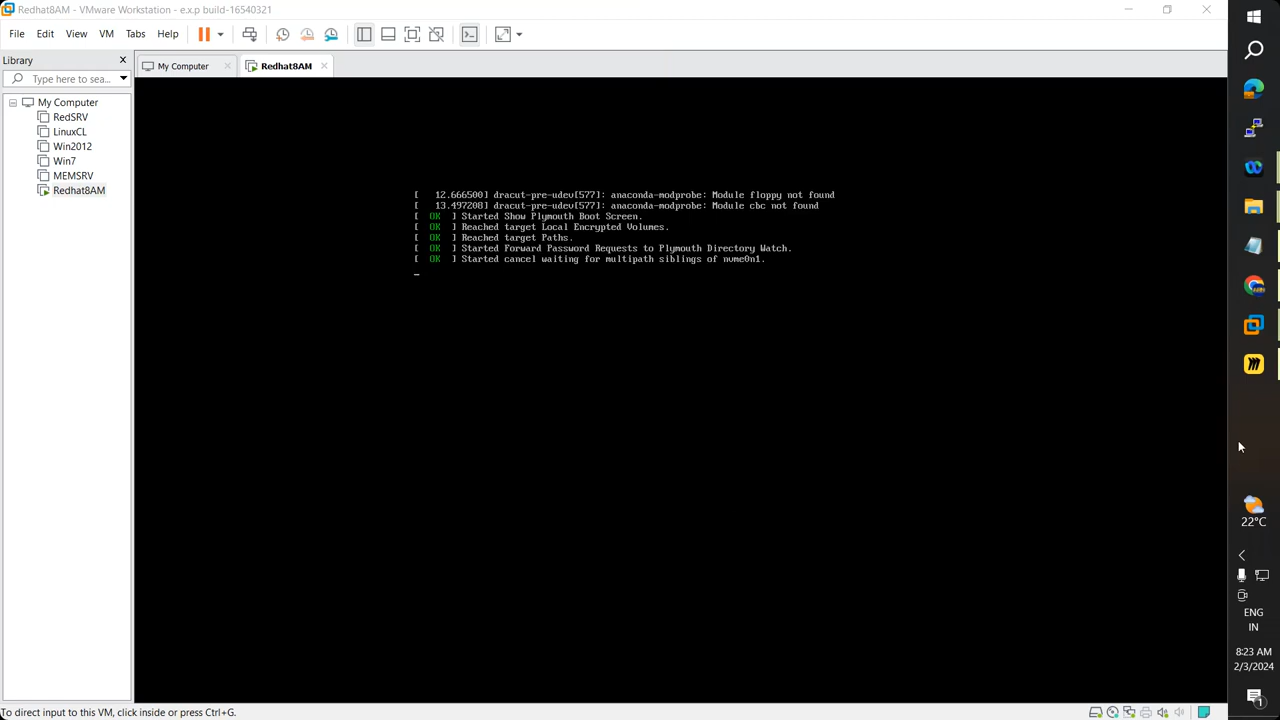 Redhat8AM - VMware Workstation - e.x.p build-16540321
File Edit View VM Tabs Help
Library
Type here to sea...
My Computer
RedSRV
LinuxCL
Win2012
Win7
MEMSRV
Redhat8AM
My Computer
Redhat8AM
[   12.666500] dracut-pre-udev[577]: anaconda-modprobe: Module floppy not found
[   13.497208] dracut-pre-udev[577]: anaconda-modprobe: Module cbc not found
[  OK  ] Started Show Plymouth Boot Screen.
[  OK  ] Reached target Local Encrypted Volumes.
[  OK  ] Reached target Paths.
[  OK  ] Started Forward Password Requests to Plymouth Directory Watch.
[  OK  ] Started cancel waiting for multipath siblings of nvme0n1.
To direct input to this VM, click inside or press Ctrl+G.
22°C
ENG
IN
8:23 AM
2/3/2024
1